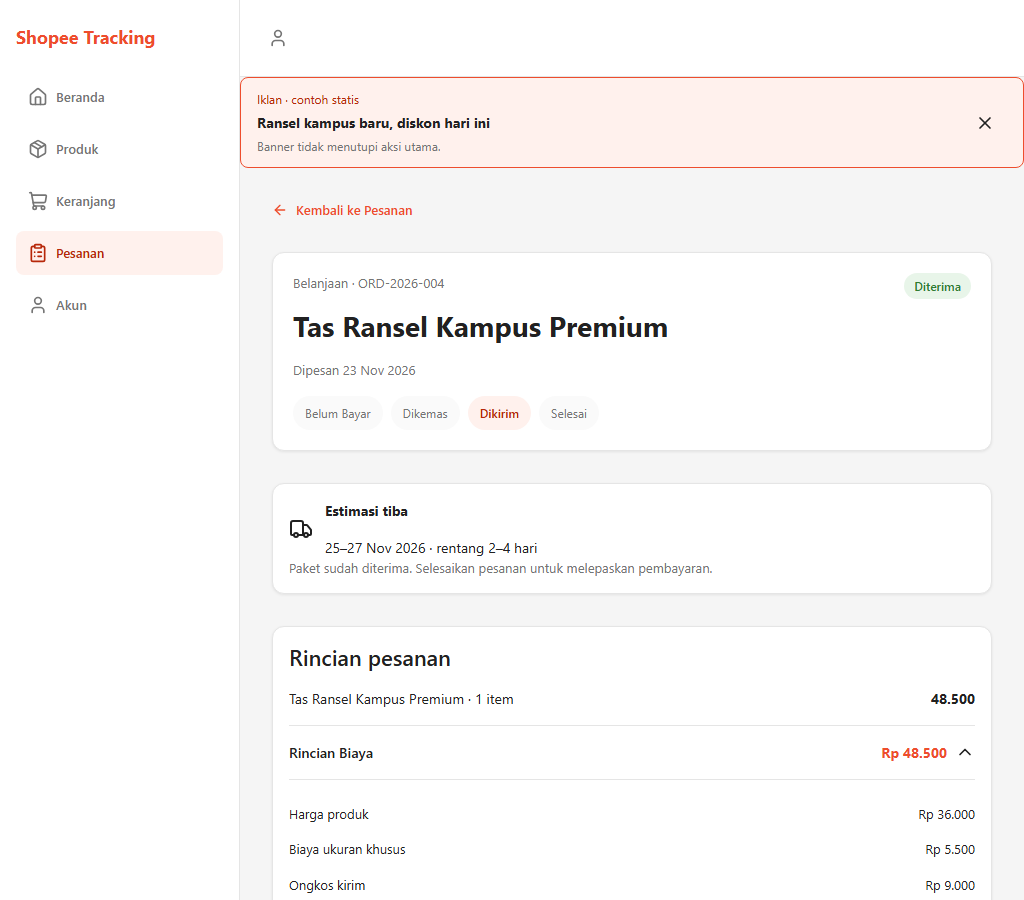 Shopee Tracking
Beranda
Produk
Keranjang
Pesanan
Akun
Iklan · contoh statis
Ransel kampus baru, diskon hari ini
Banner tidak menutupi aksi utama.
Kembali ke Pesanan
Belanjaan · ORD-2026-004
Diterima
Tas Ransel Kampus Premium
Dipesan 23 Nov 2026
Belum Bayar Dikemas Dikirim Selesai
Estimasi tiba
25–27 Nov 2026 · rentang 2–4 hari
Paket sudah diterima. Selesaikan pesanan untuk melepaskan pembayaran.
Rincian pesanan
Tas Ransel Kampus Premium · 1 item 48.500
Rincian Biaya Rp 48.500
Harga produk Rp 36.000
Biaya ukuran khusus Rp 5.500
Ongkos kirim Rp 9.000